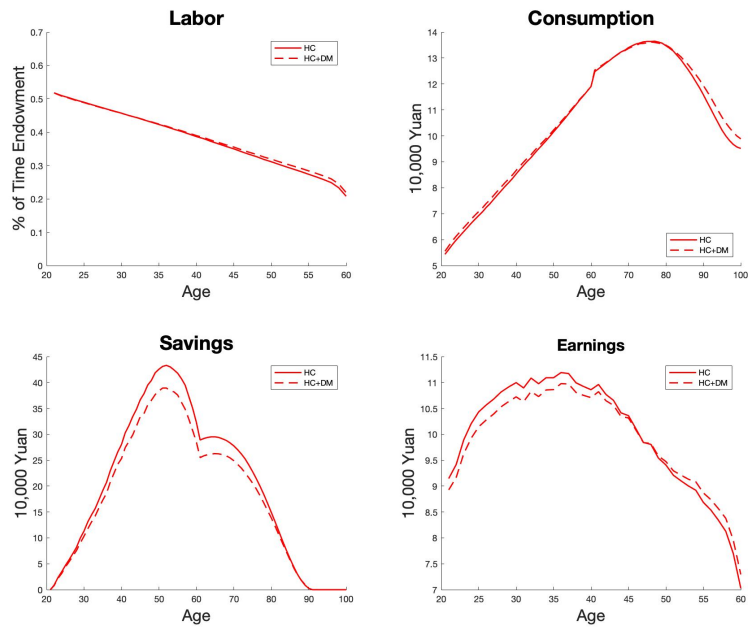 Labor
% of Time Endowment
0.7
0.6
0.5
0.4
0.3
0.2
0.1
0
20 25 30 35 40 45 50 55 60
Age
HC
HC+DM
Consumption
10,000 Yuan
14
13
12
11
10
9
8
7
6
5
20 30 40 50 60 70 80 90 100
Age
HC
HC+DM
Savings
10,000 Yuan
45
40
35
30
25
20
15
10
5
0
20 30 40 50 60 70 80 90 100
Age
HC
HC+DM
Earnings
10,000 Yuan
11.5
11
10.5
10
9.5
9
8.5
8
7.5
7
20 25 30 35 40 45 50 55 60
Age
HC
HC+DM